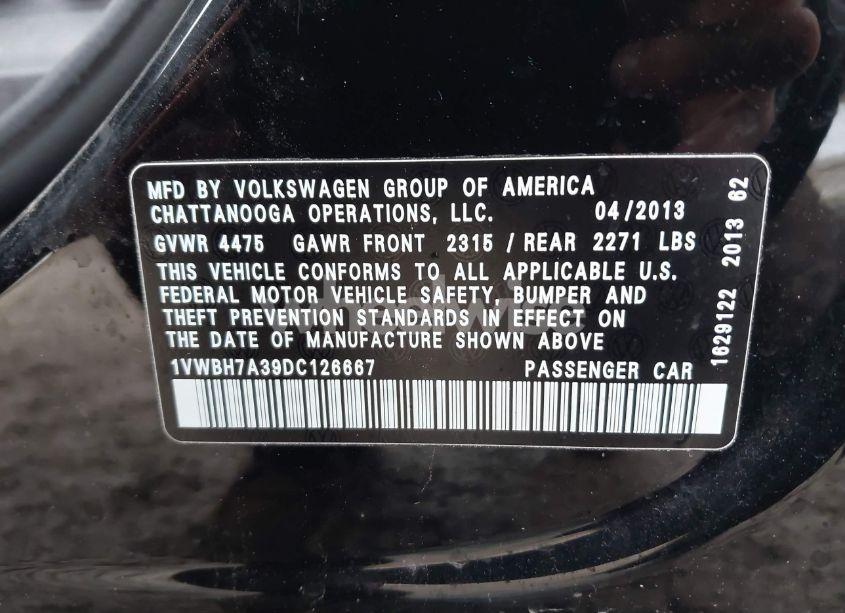 MFD BY VOLKSWAGEN GROUP OF AMERICA
CHATTANOOGA OPERATIONS, LLC. 04/2013
GVWR 4475 GAWR FRONT 2315 / REAR 2271 LBS
THIS VEHICLE CONFORMS TO ALL APPLICABLE U.S.
FEDERAL MOTOR VEHICLE SAFETY, BUMPER AND
THEFT PREVENTION STANDARDS IN EFFECT ON
THE DATE OF MANUFACTURE SHOWN ABOVE
1VWBH7A39DC126667 PASSENGER CAR
1629122 2013 62